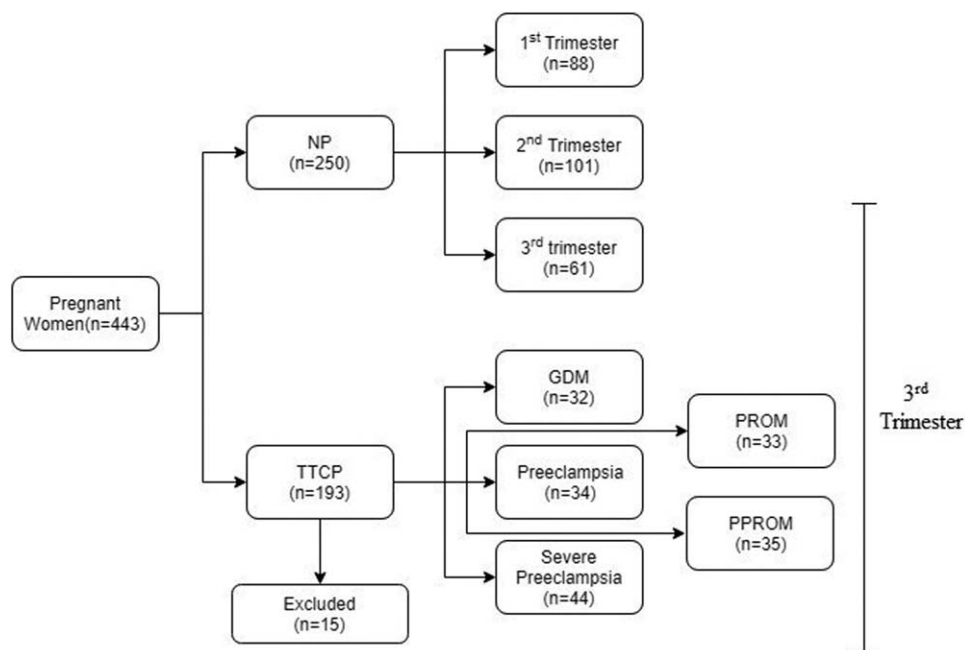 1st Trimester
(n=88)
NP
(n=250)
2nd Trimester
(n=101)
3rd trimester
(n=61)
Pregnant
Women(n=443)
GDM
(n=32)
PROM
(n=33)
3rd
Trimester
TTCP
(n=193)
Preeclampsia
(n=34)
PPROM
(n=35)
Severe
Preeclampsia
(n=44)
Excluded
(n=15)